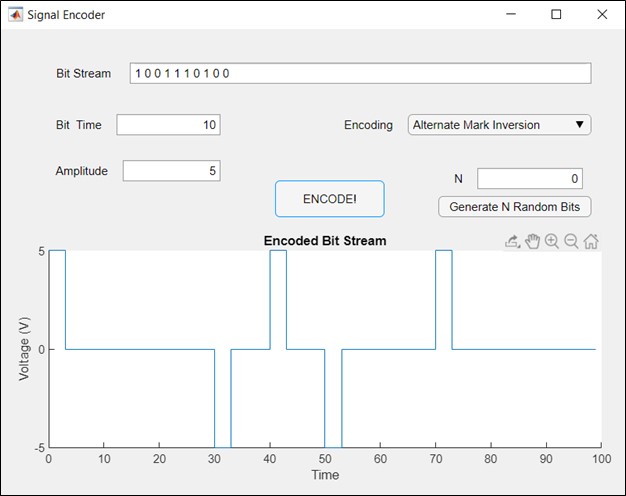 Signal Encoder
Bit Stream 1 0 0 1 1 1 0 1 0 0
Bit Time 10 Encoding Alternate Mark Inversion
Amplitude 5
N 0
ENCODE!
Generate N Random Bits
Encoded Bit Stream
5
0
-5
Voltage (V)
0 10 20 30 40 50 60 70 80 90 100
Time